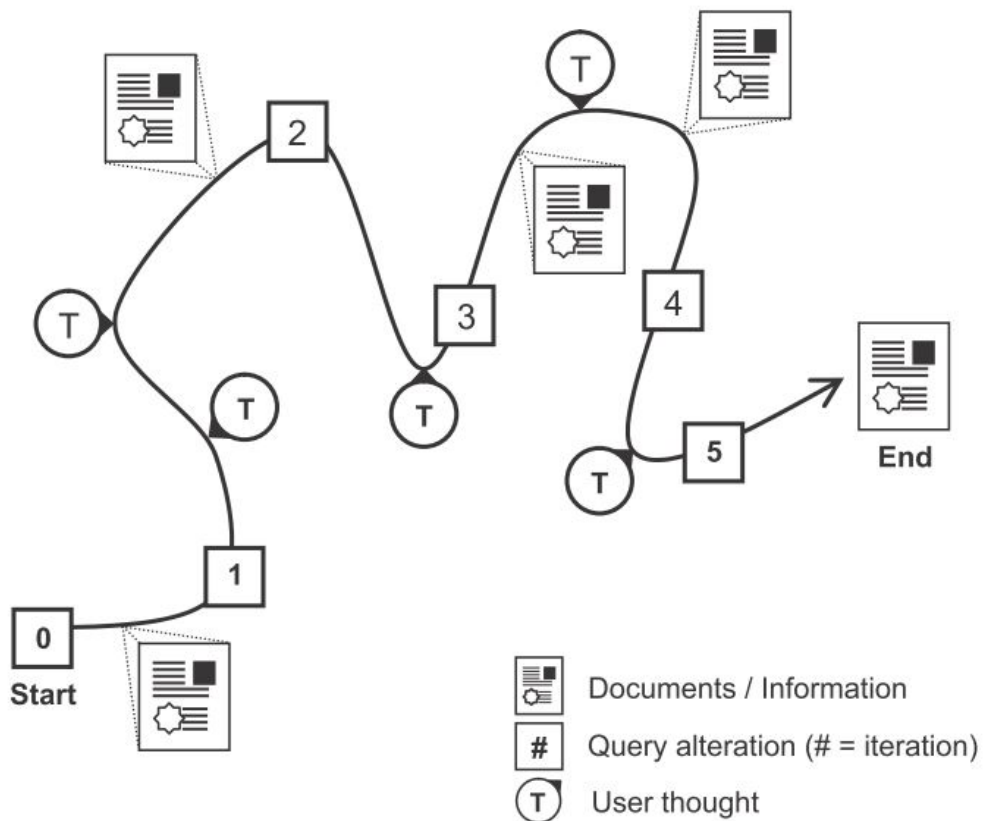 T
2
T
3
4
T
T
T
T
5
End
1
0
Start
Documents / Information
# Query alteration (# = iteration)
T User thought